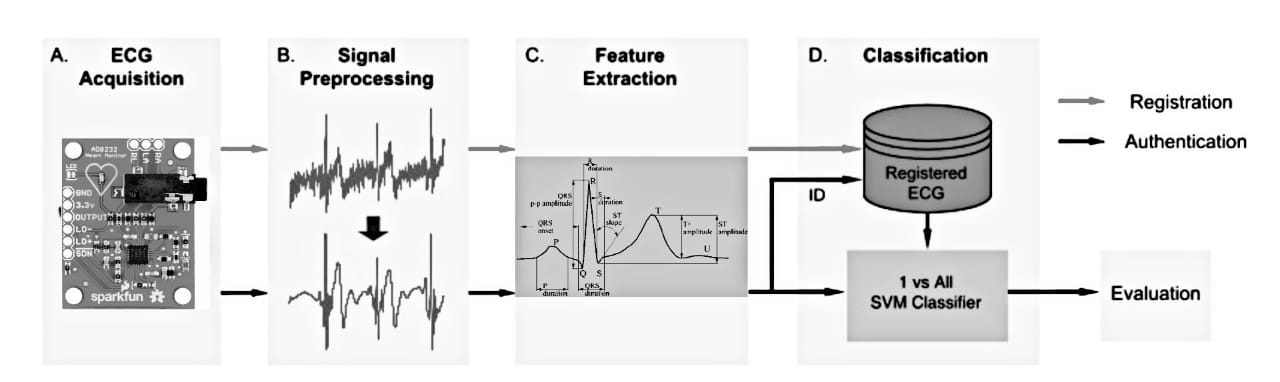 A.
ECG
Acquisition
B.
Signal
Preprocessing
C.
Feature
Extraction
D.
Classification
Registration
Authentication
AD8232
Heart Monitor
RL
LA
RA
LED
GND
3.3v
OUTPUT
LO-
LO+
SDN
sparkfun
R
duration
QRS
p-p amplitude
R
S
duration
QRS
onset
ST
slope
T
T+
amplitude
ST
amplitude
P
U
Q
S
P
duration
QRS
duration
ID
Registered
ECG
1 vs All
SVM Classifier
Evaluation